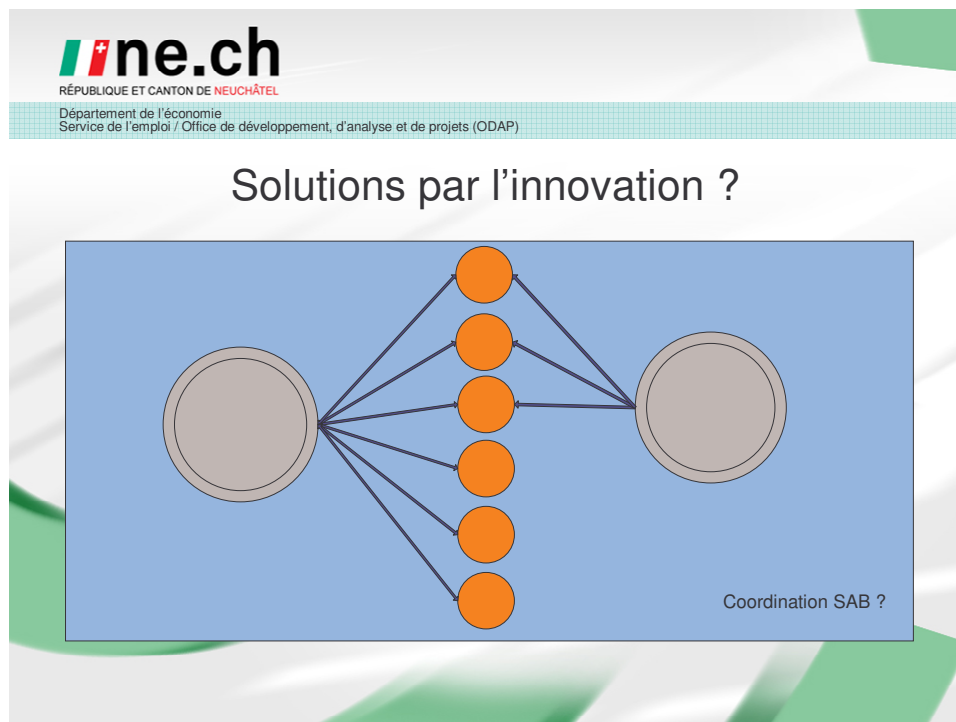 ne.ch
RÉPUBLIQUE ET CANTON DE NEUCHÂTEL
Département de l'économie
Service de l'emploi / Office de développement, d'analyse et de projets (ODAP)
Solutions par l'innovation ?
Coordination SAB ?